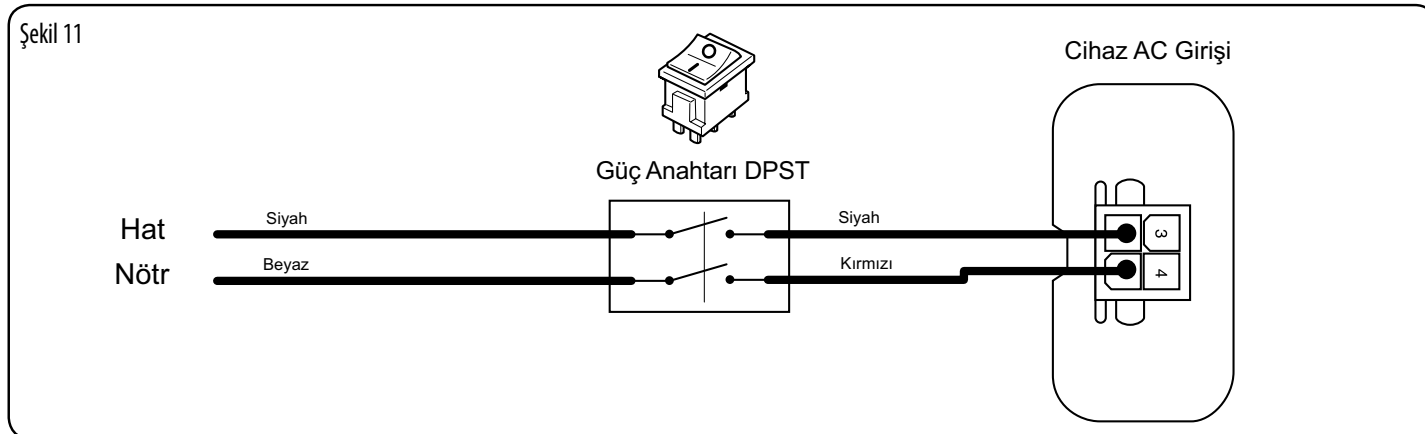 Şekil 11
Cihaz AC Girişi
Güç Anahtarı DPST
Hat
Siyah
Siyah
3
Nötr
Beyaz
Kırmızı
4